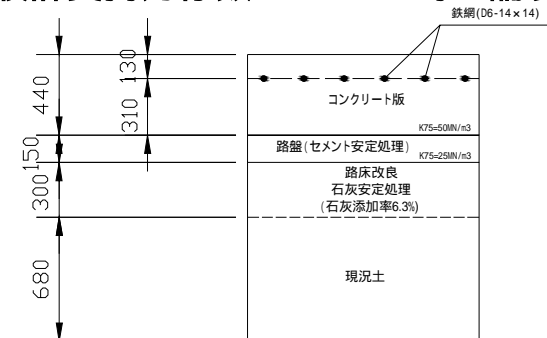 鉄網(D6-14×14)
130
440
310
コンクリート版
K75=50MN/m3
150
路盤(セメント安定処理)
K75=25MN/m3
300
路床改良
石灰安定処理
(石灰添加率6.3%)
680
現況土